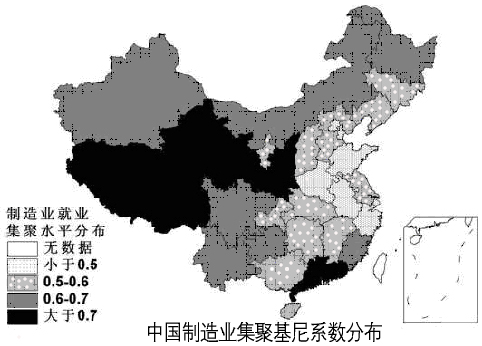 制造业就业
集聚水平分布
无数据
小于0.5
0.5-0.6
0.6-0.7
大于0.7
中国制造业集聚基尼系数分布